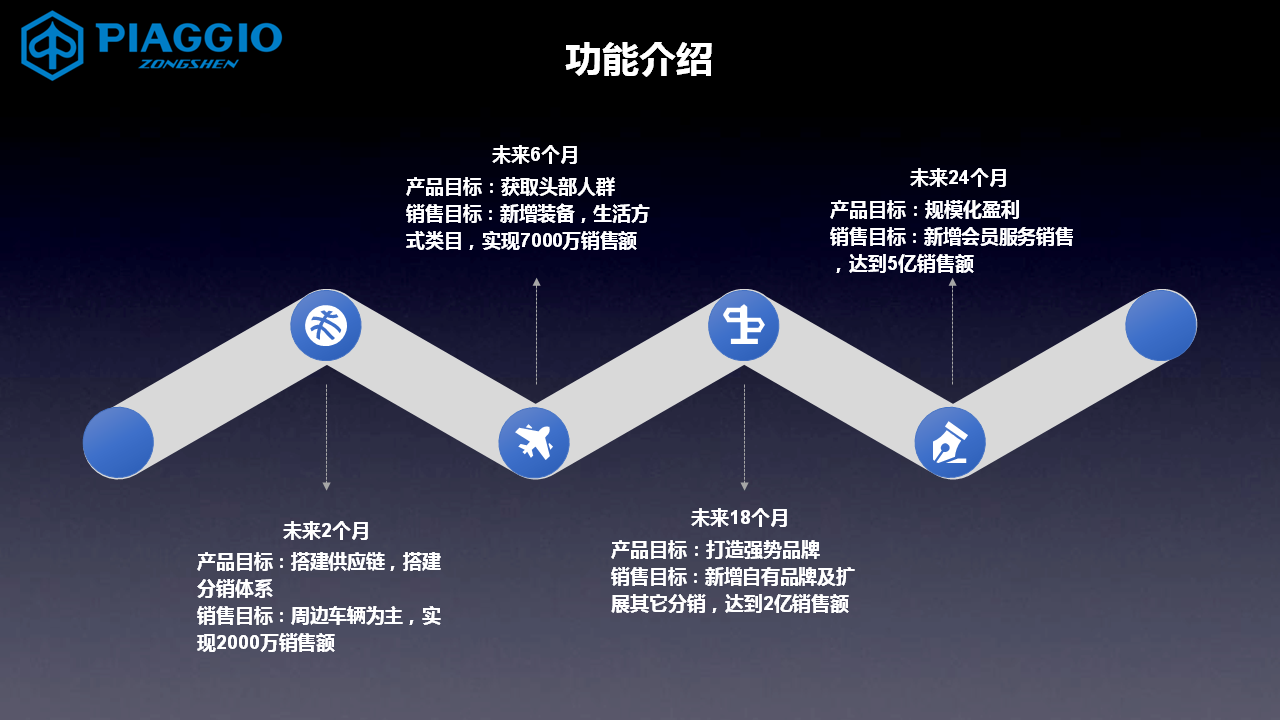 PIAGGIO
ZONGSHEN
功能介绍
未来6个月
产品目标：获取头部人群
销售目标：新增装备，生活方
式类目，实现7000万销售额
未来24个月
产品目标：规模化盈利
销售目标：新增会员服务销售
，达到5亿销售额
未来2个月
产品目标：搭建供应链，搭建
分销体系
销售目标：周边车辆为主，实
现2000万销售额
未来18个月
产品目标：打造强势品牌
销售目标：新增自有品牌及扩
展其它分销，达到2亿销售额